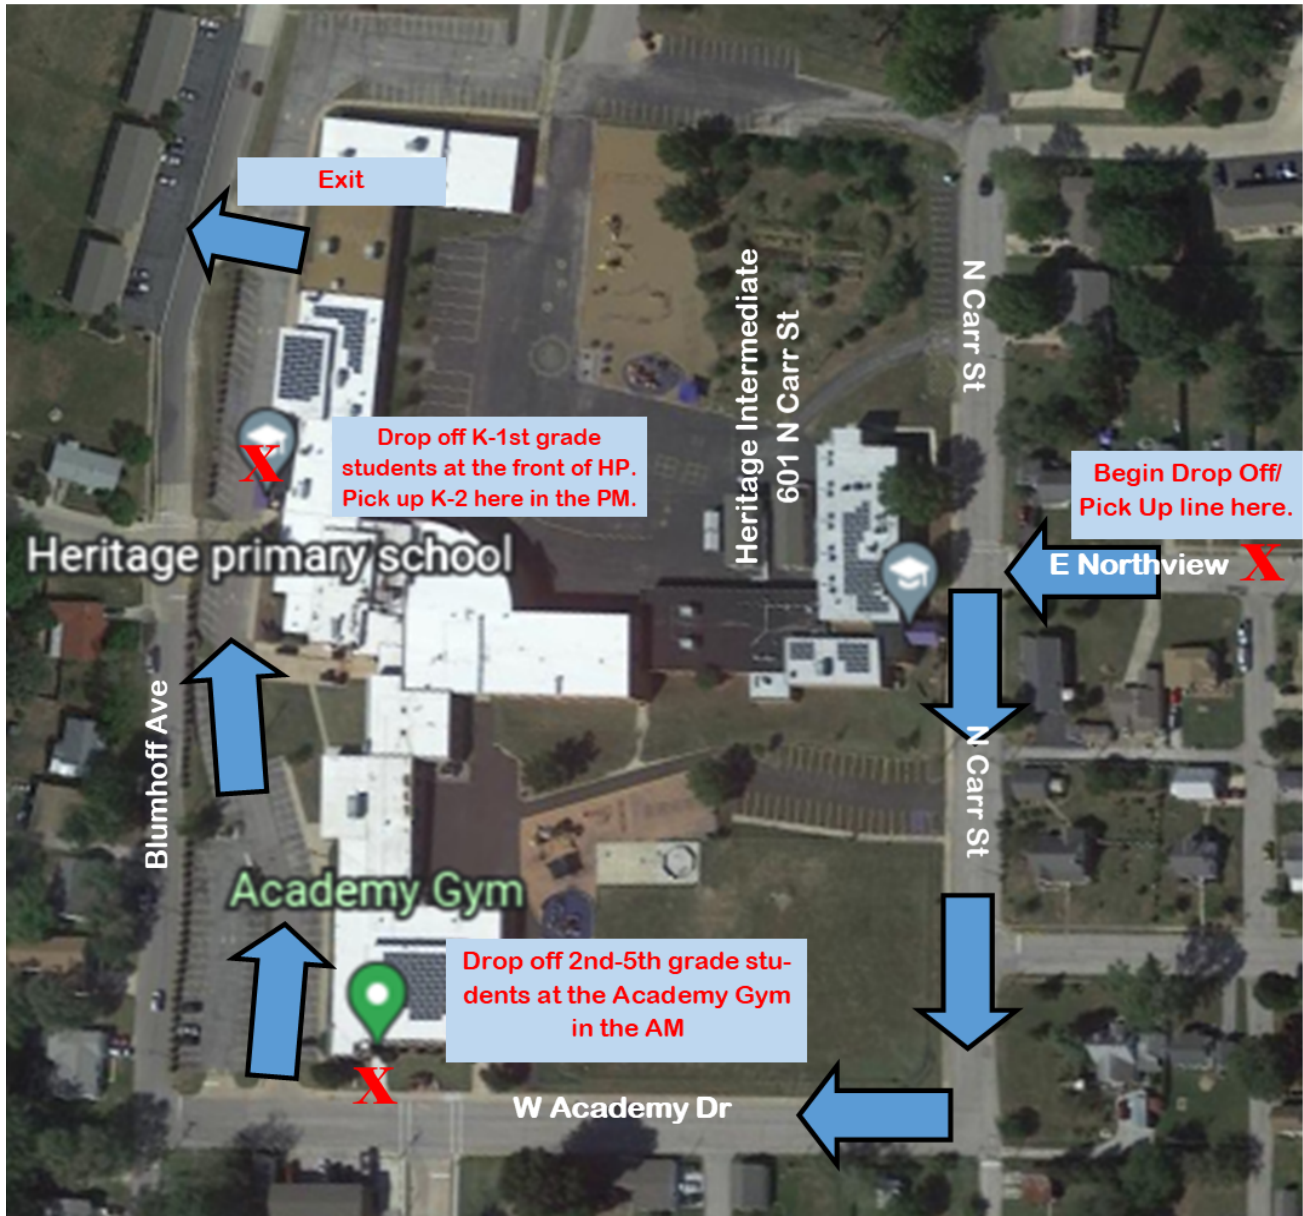 Exit
N Carr St
Heritage Intermediate
601 N Carr St
Drop off K-1st grade
students at the front of HP.
Pick up K-2 here in the PM.
X
Begin Drop Off/
Pick Up line here.
Heritage primary school
E Northview X
Blumhoff Ave
N Carr St
Academy Gym
Drop off 2nd-5th grade stu-
dents at the Academy Gym
in the AM
X
W Academy Dr